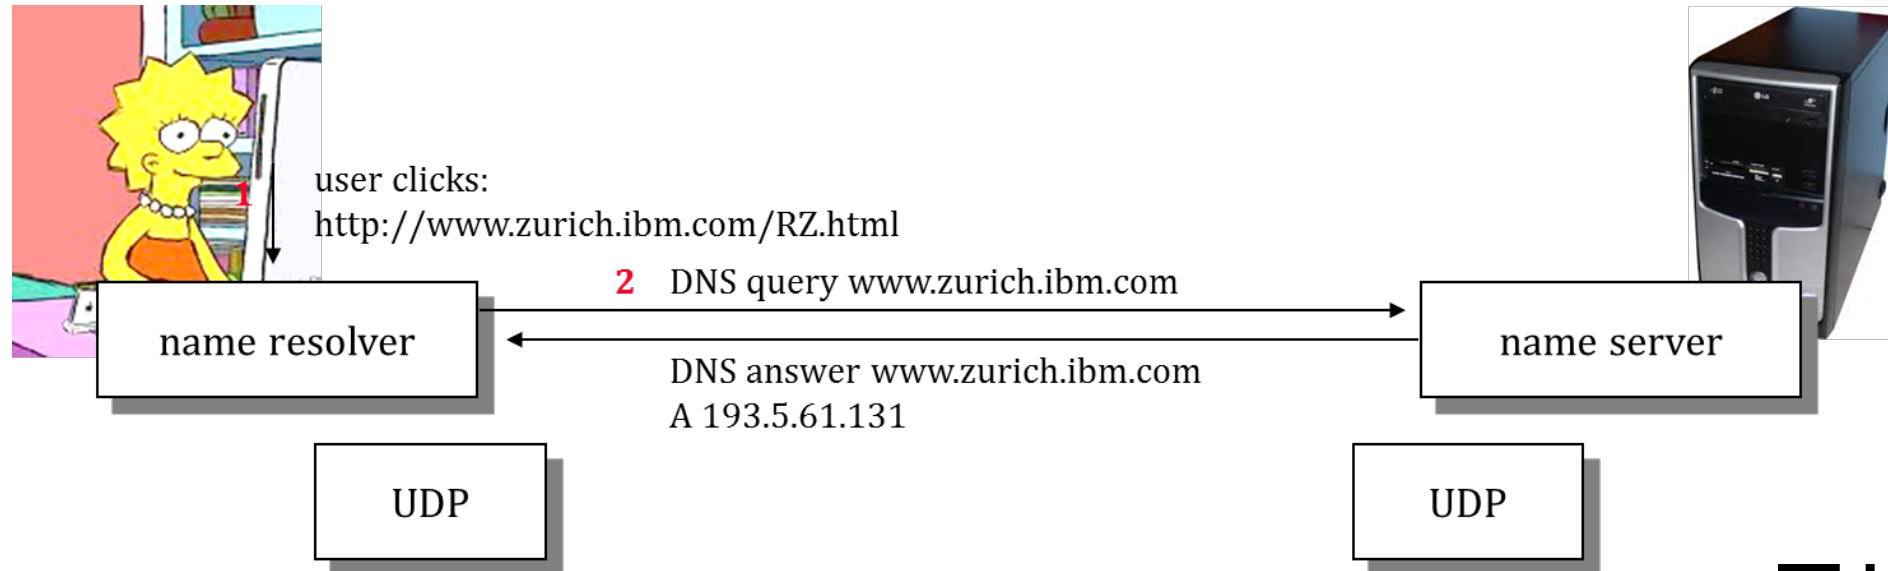 1
user clicks:
http://www.zurich.ibm.com/RZ.html
2 DNS query www.zurich.ibm.com
name resolver
name server
DNS answer www.zurich.ibm.com
A 193.5.61.131
UDP
UDP
LG